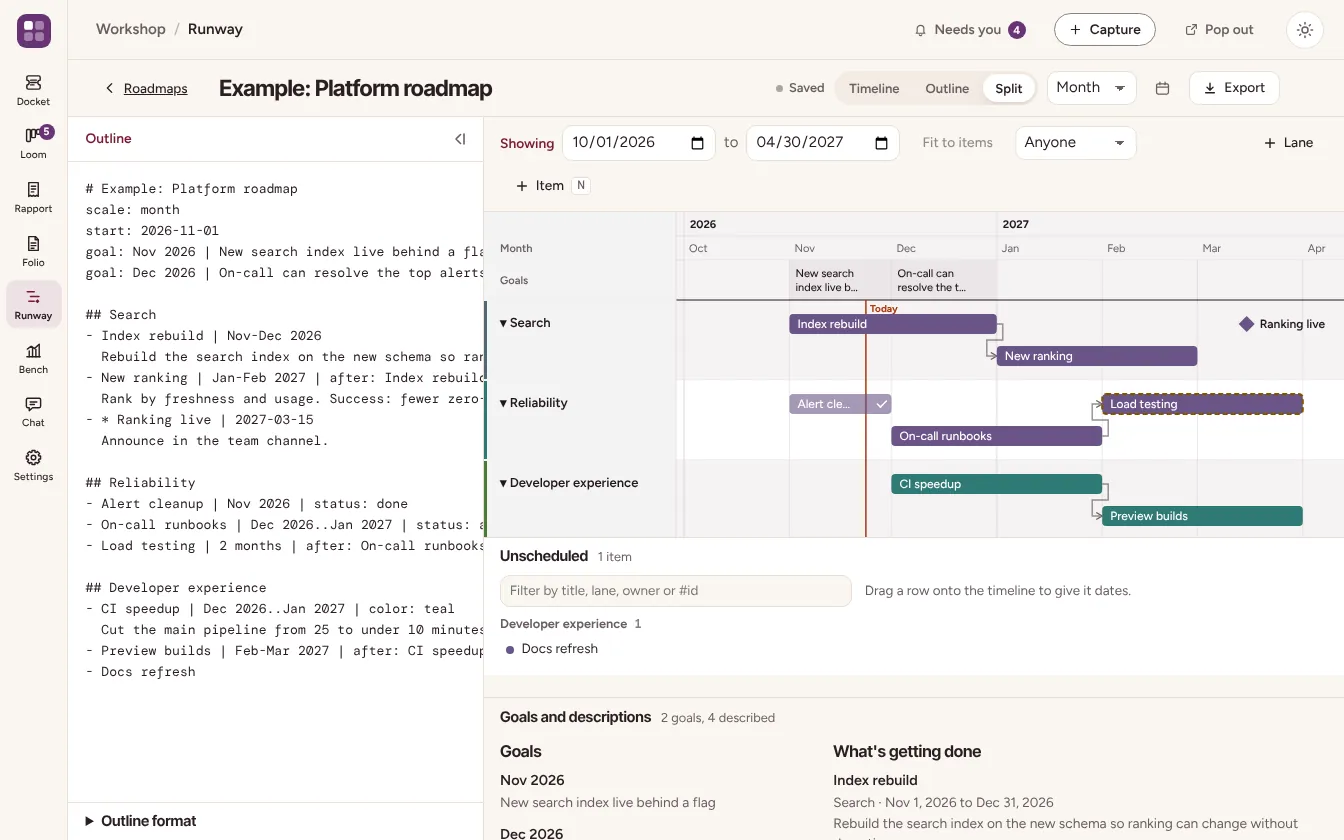 Workshop / Runway
Needs you 4
+ Capture
Pop out
Docket
Loom 5
Rapport
Folio
Runway
Bench
Chat
Settings
Roadmaps
Example: Platform roadmap
Saved
Timeline
Outline
Split
Month
Export
Outline
# Example: Platform roadmap
scale: month
start: 2026-11-01
goal: Nov 2026 | New search index live behind a fla
goal: Dec 2026 | On-call can resolve the top alerts
## Search
- Index rebuild | Nov-Dec 2026
Rebuild the search index on the new schema so ran
- New ranking | Jan-Feb 2027 | after: Index rebuild
Rank by freshness and usage. Success: fewer zero-
- * Ranking live | 2027-03-15
Announce in the team channel.
## Reliability
- Alert cleanup | Nov 2026 | status: done
- On-call runbooks | Dec 2026..Jan 2027 | status: a
- Load testing | 2 months | after: On-call runbooks
## Developer experience
- CI speedup | Dec 2026..Jan 2027 | color: teal
Cut the main pipeline from 25 to under 10 minutes
- Preview builds | Feb-Mar 2027 | after: CI speedup
- Docs refresh
Outline format
Showing 10/01/2026 to 04/30/2027 Fit to items Anyone + Lane
+ Item N
2026 2027
Month Oct Nov Dec Jan Feb Mar Apr
Goals
New search
index live b...
On-call can
resolve the t...
Today
Search
Index rebuild
Ranking live
New ranking
Reliability
Alert cle...
Load testing
On-call runbooks
Developer experience
CI speedup
Preview builds
Unscheduled 1 item
Filter by title, lane, owner or #id
Drag a row onto the timeline to give it dates.
Developer experience 1
Docs refresh
Goals and descriptions 2 goals, 4 described
Goals
Nov 2026
New search index live behind a flag
Dec 2026
What's getting done
Index rebuild
Search · Nov 1, 2026 to Dec 31, 2026
Rebuild the search index on the new schema so ranking can change without